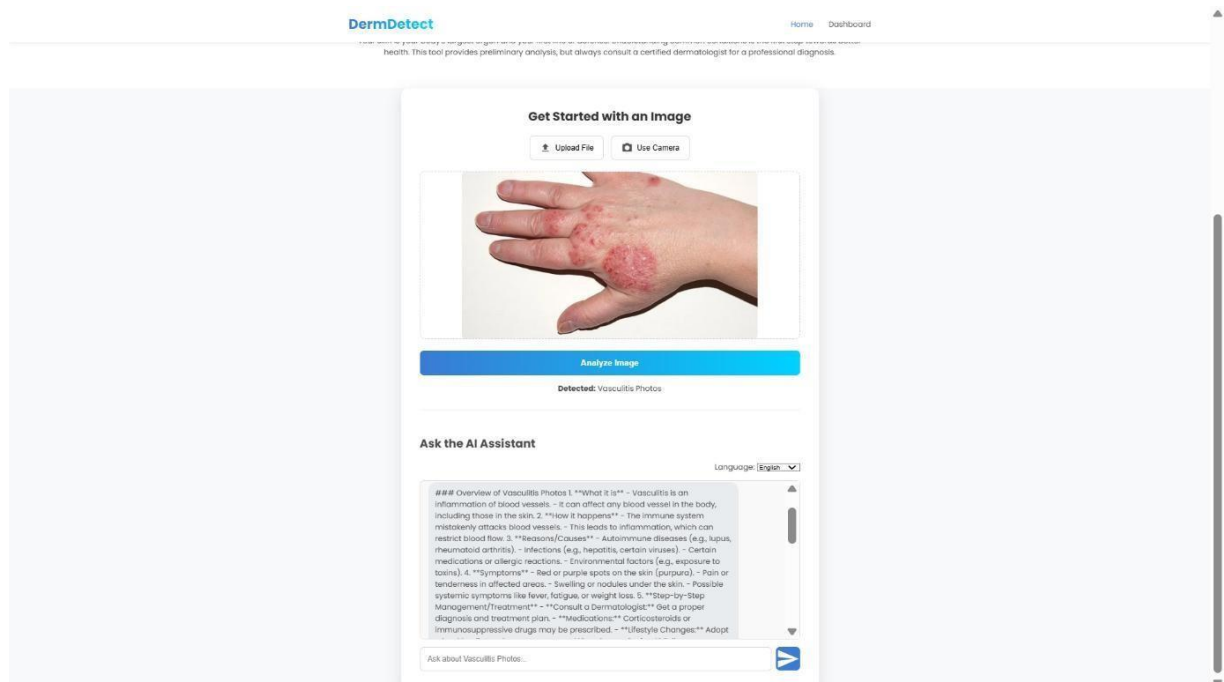 DermDetect
Home Dashboard
health. This tool provides preliminary analysis, but always consult a certified dermatologist for a professional diagnosis.
Get Started with an Image
Upload File Use Camera
Analyze Image
Detected: Vasculitis Photos
Ask the AI Assistant
Language: English
### Overview of Vasculitis Photos 1. **What it is** - Vasculitis is an
inflammation of blood vessels. - It can affect any blood vessel in the body,
including those in the skin. 2. **How it happens** - The immune system
mistakenly attacks blood vessels. - This leads to inflammation, which can
restrict blood flow. 3. **Reasons/Causes** - Autoimmune diseases (e.g., lupus,
rheumatoid arthritis). - Infections (e.g., hepatitis, certain viruses). - Certain
medications or allergic reactions. - Environmental factors (e.g., exposure to
toxins). 4. **Symptoms** - Red or purple spots on the skin (purpura). - Pain or
tenderness in affected areas. - Swelling or nodules under the skin. - Possible
systemic symptoms like fever, fatigue, or weight loss. 5. **Step-by-Step
Management/Treatment** - **Consult a Dermatologist:** Get a proper
diagnosis and treatment plan. - **Medications:** Corticosteroids or
immunosuppressive drugs may be prescribed. - **Lifestyle Changes:** Adopt
Ask about Vasculitis Photos...